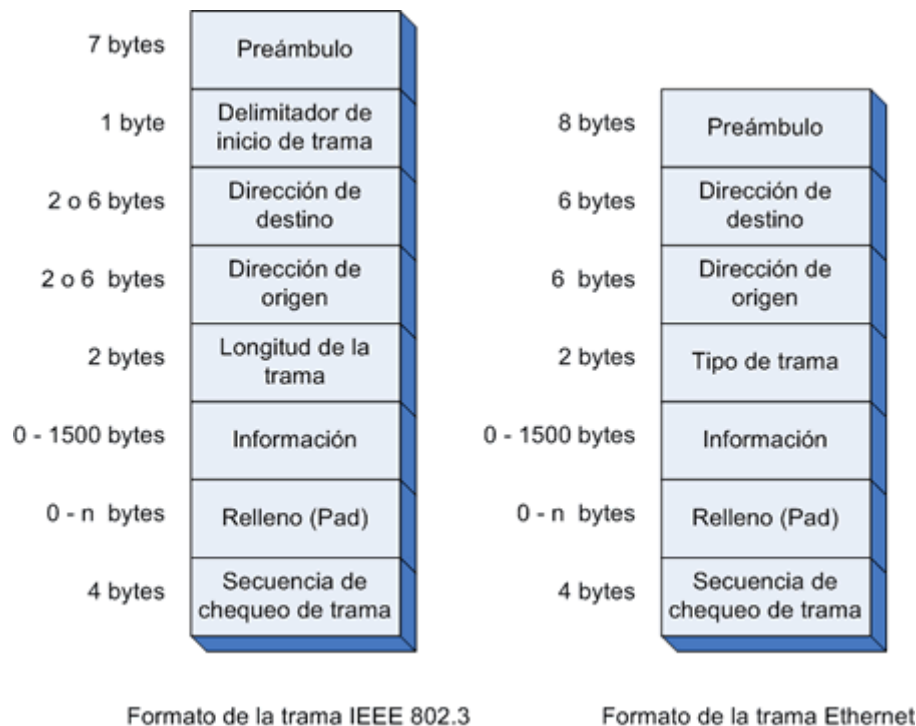 7 bytes
Preámbulo
1 byte
Delimitador de
inicio de trama
2 o 6 bytes
Dirección de
destino
2 o 6 bytes
Dirección de
origen
2 bytes
Longitud de la
trama
0 - 1500 bytes
Información
0 - n bytes
Relleno (Pad)
4 bytes
Secuencia de
chequeo de trama
Formato de la trama IEEE 802.3
8 bytes
Preámbulo
6 bytes
Dirección de
destino
6 bytes
Dirección de
origen
2 bytes
Tipo de trama
0 - 1500 bytes
Información
0 - n bytes
Relleno (Pad)
4 bytes
Secuencia de
chequeo de trama
Formato de la trama Ethernet